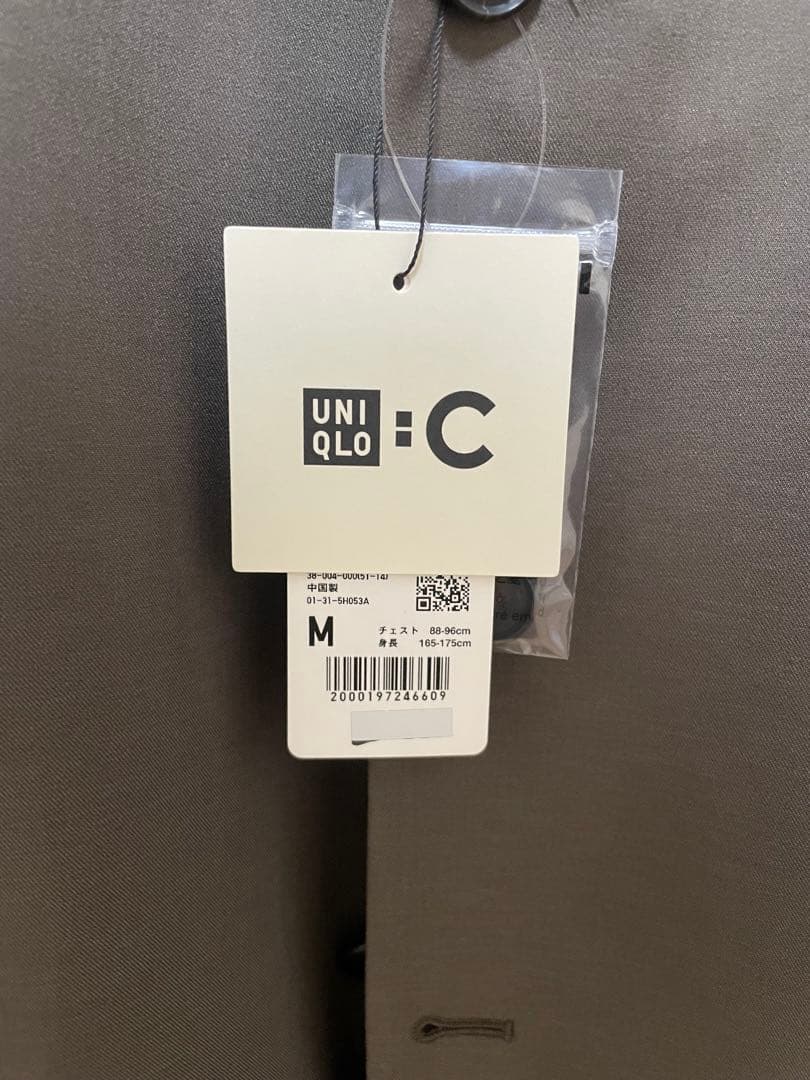 UNI
QLO : C
38-004-000(51-14)
中国製
01-31-5H053A
M
チェスト 88-96cm
身長 165-175cm
2000197246609